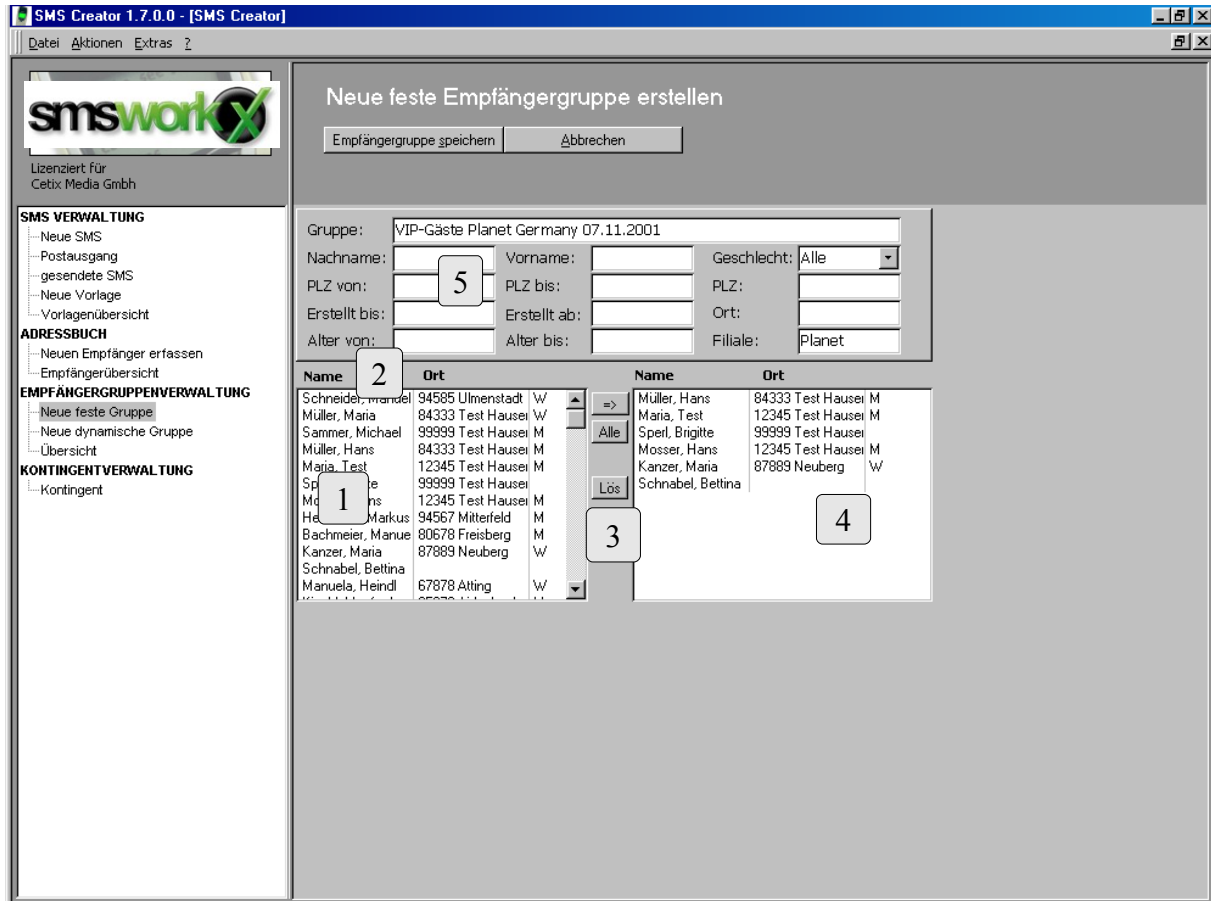 SMS Creator 1.7.0.0 - [SMS Creator]
Datei Aktionen Extras ?
smsworkX
Lizenziert für
Cetix Media Gmbh
SMS VERWALTUNG
Neue SMS
Postausgang
gesendete SMS
Neue Vorlage
Vorlagenübersicht
ADRESSBUCH
Neuen Empfänger erfassen
Empfängerübersicht
EMPFÄNGERGRUPPENVERWALTUNG
Neue feste Gruppe
Neue dynamische Gruppe
Übersicht
KONTINGENTVERWALTUNG
Kontingent
Neue feste Empfängergruppe erstellen
Empfängergruppe speichern Abbrechen
Gruppe: VIP-Gäste Planet Germany 07.11.2001
Nachname: Vorname: Geschlecht: Alle
PLZ von: PLZ bis: PLZ:
Erstellt bis: Erstellt ab: Ort:
Alter von: Alter bis: Filiale: Planet
5
2
Name Ort
Schneider, 94585 Ulmenstadt W
Müller, Maria 84333 Test Hauser W
Sammer, Michael 99999 Test Hauser M
Müller, Hans 84333 Test Hauser M
Maria, Test 12345 Test Hauser M
99999 Test Hauser
12345 Test Hauser M
Markus 94567 Mitterfeld M
Bachmeier, Manue 80678 Freisberg M
Kanzer, Maria 87889 Neuberg W
Schnabel, Bettina
Manuela, Heindl 67878 Atting W
1
=>
Alle
Lös
3
Name Ort
Müller, Hans 84333 Test Hauser M
Maria, Test 12345 Test Hauser M
Sperl, Brigitte 99999 Test Hauser
Mosser, Hans 12345 Test Hauser M
Kanzer, Maria 87889 Neuberg W
Schnabel, Bettina
4